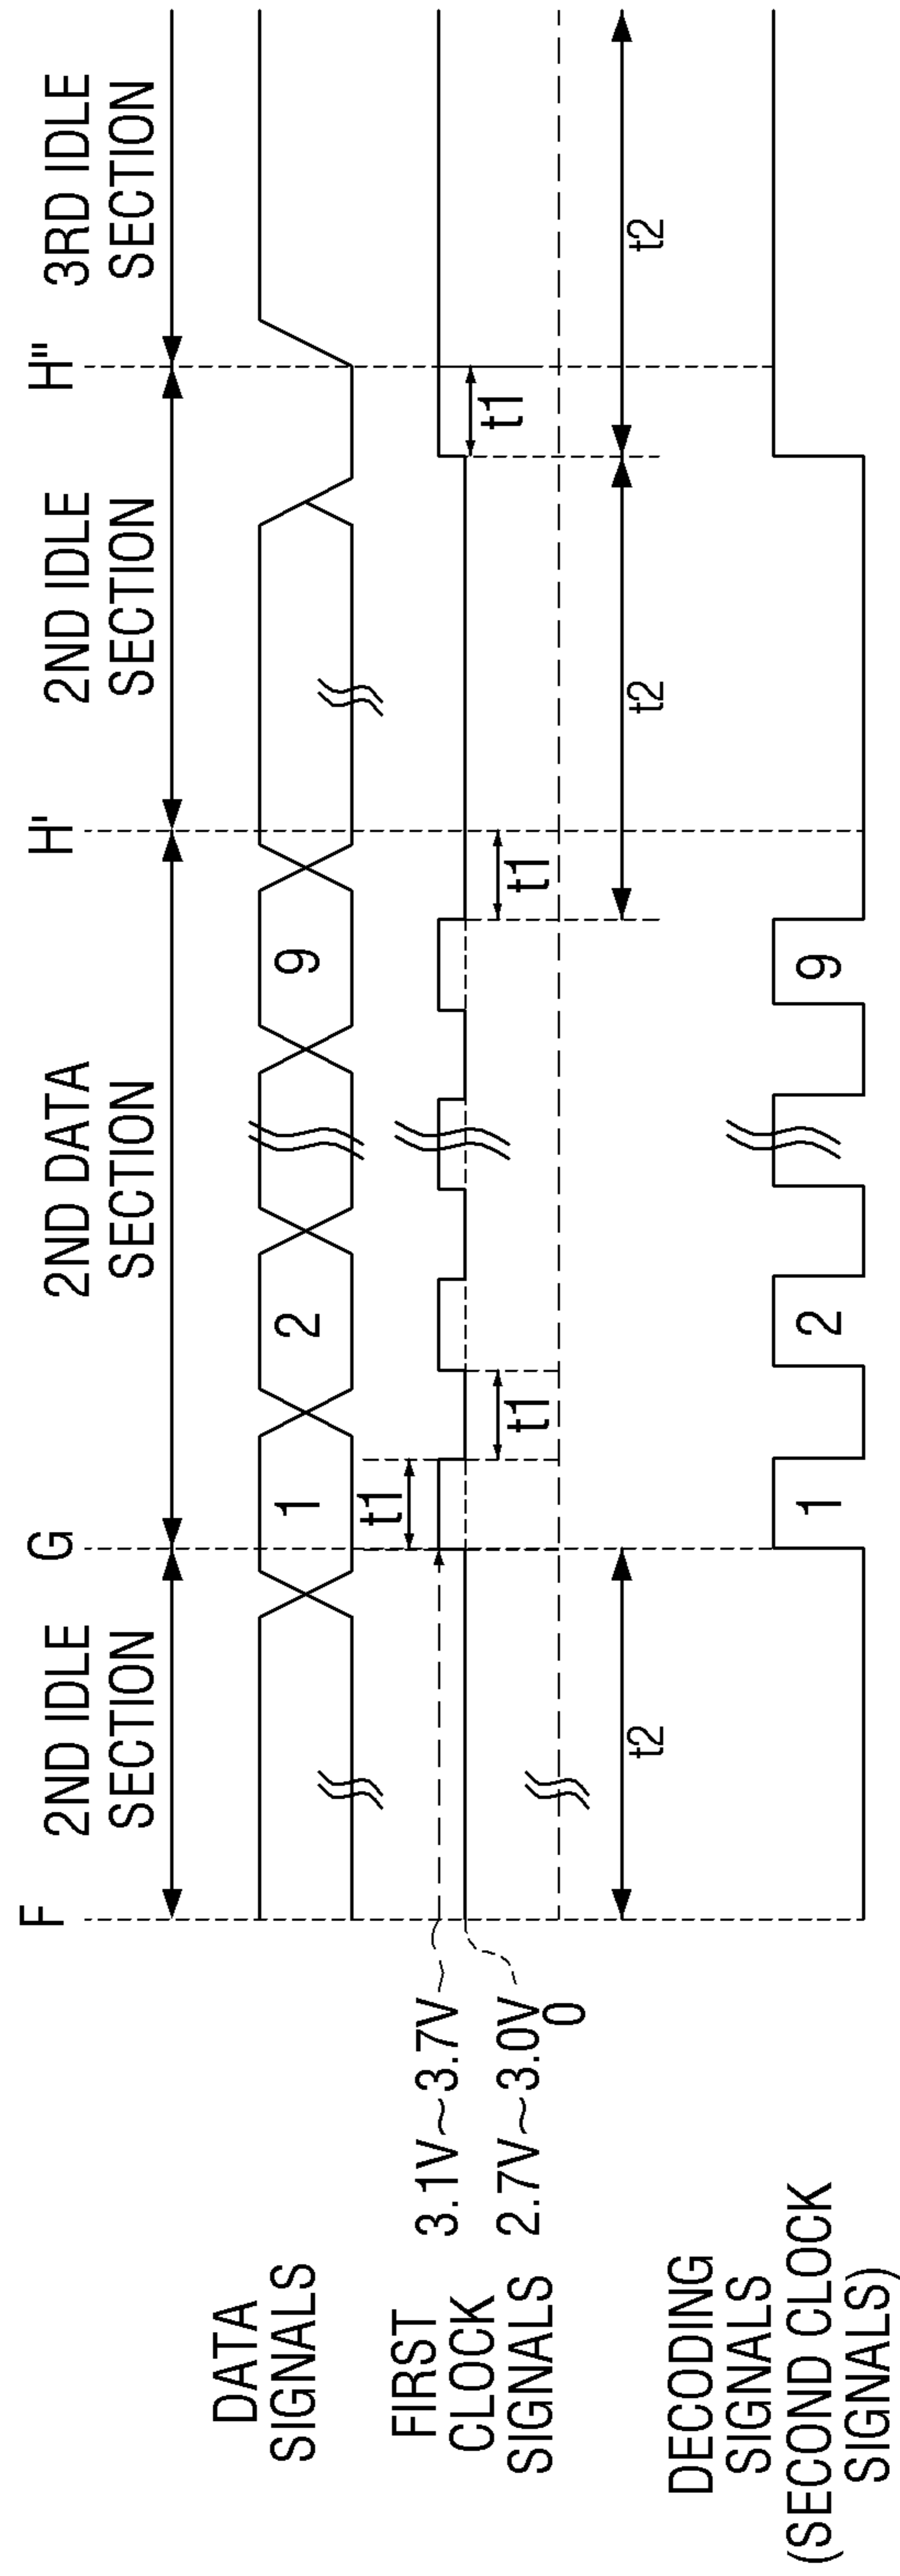 F
G
H'
H"
2ND IDLE
SECTION
2ND DATA
SECTION
2ND IDLE
SECTION
3RD IDLE
SECTION
DATA
SIGNALS
1
2
9
FIRST
CLOCK
SIGNALS
3.1V~3.7V
2.7V~3.0V
0
t1
t1
t1
t1
t2
t2
t2
DECODING
SIGNALS
(SECOND CLOCK
SIGNALS)
1
2
9